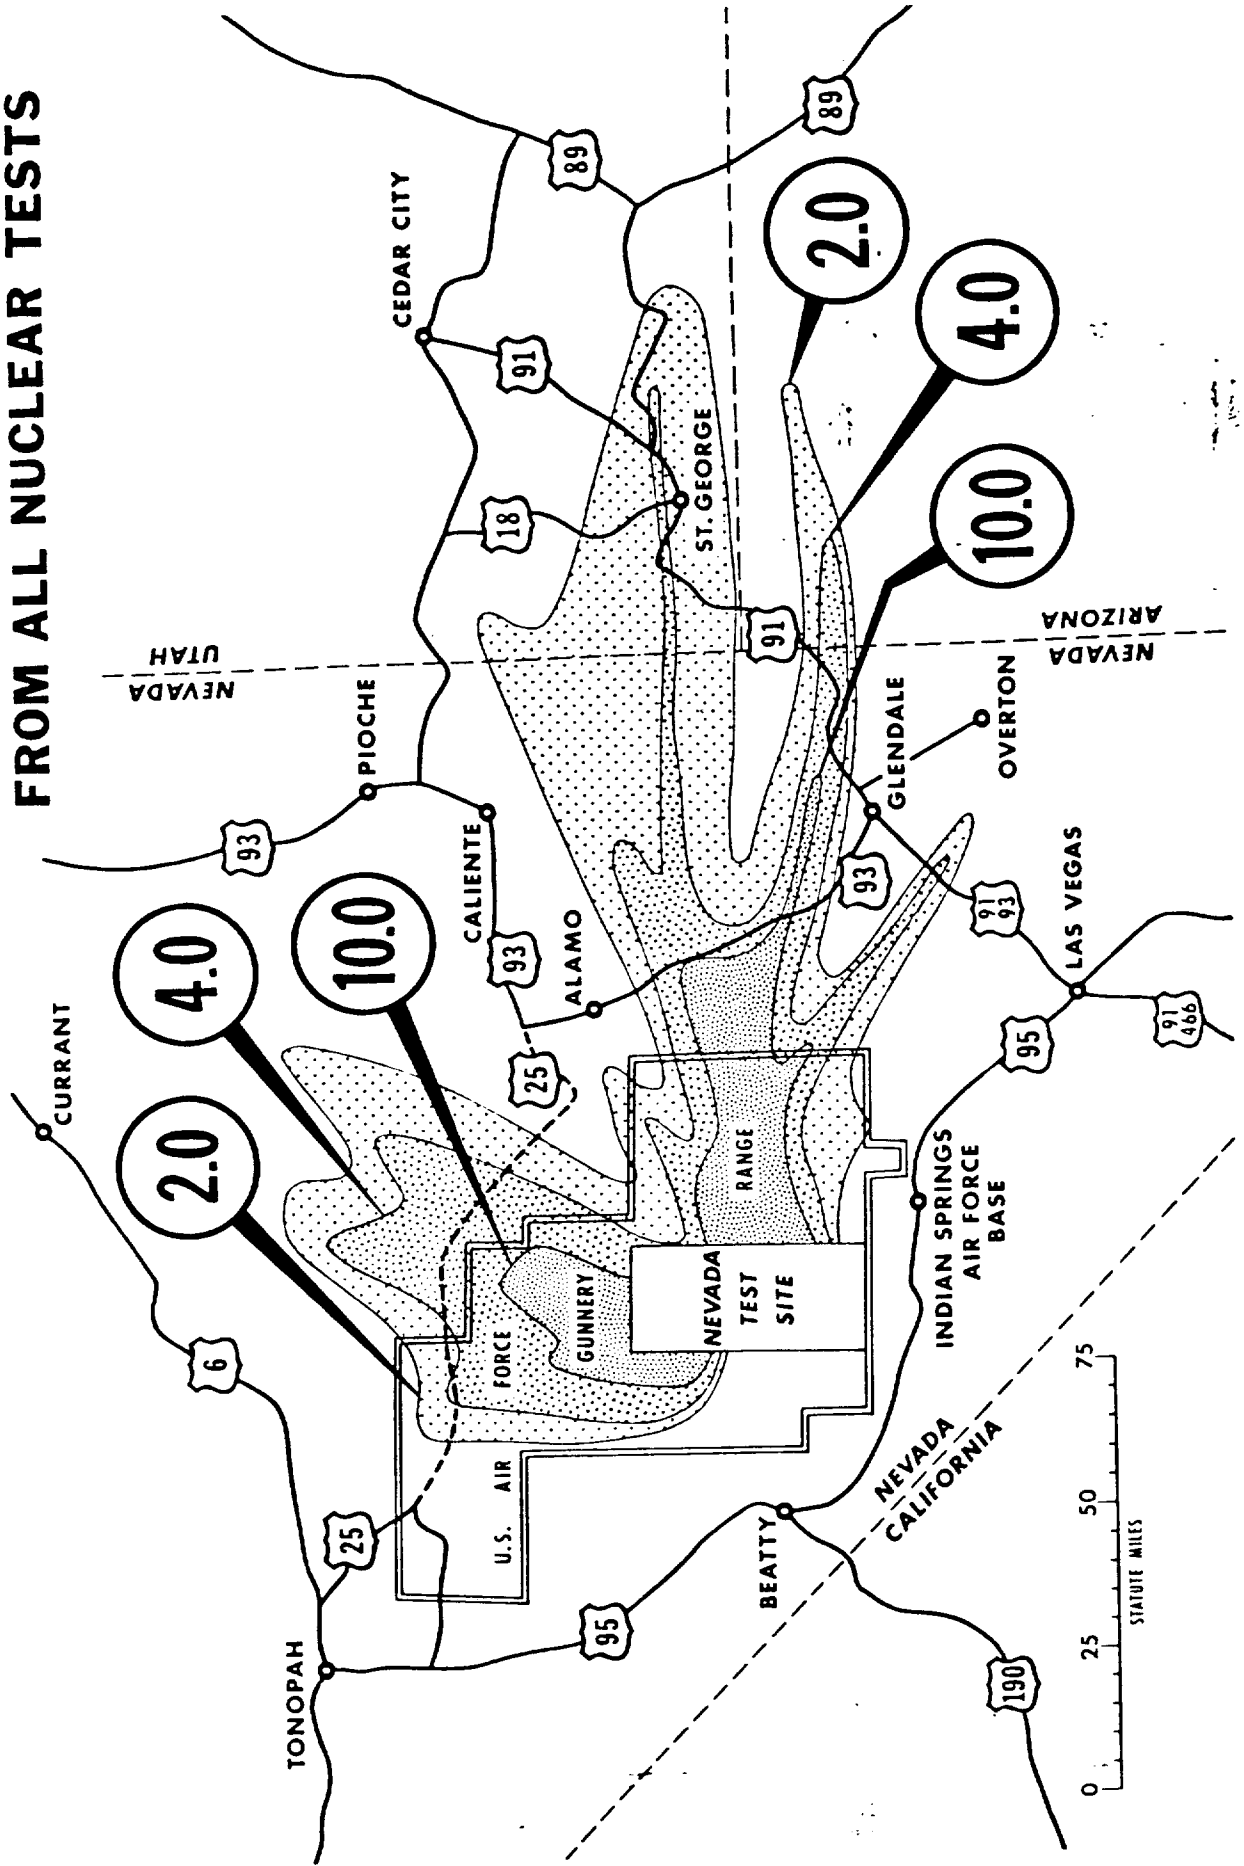 FROM ALL NUCLEAR TESTS
CURRANT
6
TONOPAH
25
95
4.0
2.0
10.0
93
PIOCHE
CALIENTE
93
ALAMO
25
NEVADA
UTAH
CEDAR CITY
18
91
89
ST. GEORGE
91
89
2.0
4.0
10.0
U.S. AIR FORCE
GUNNERY
RANGE
NEVADA
TEST
SITE
93
GLENDALE
OVERTON
NEVADA
ARIZONA
91
93
LAS VEGAS
95
91
466
INDIAN SPRINGS
AIR FORCE
BASE
BEATTY
NEVADA
CALIFORNIA
190
0 25 50 75
STATUTE MILES